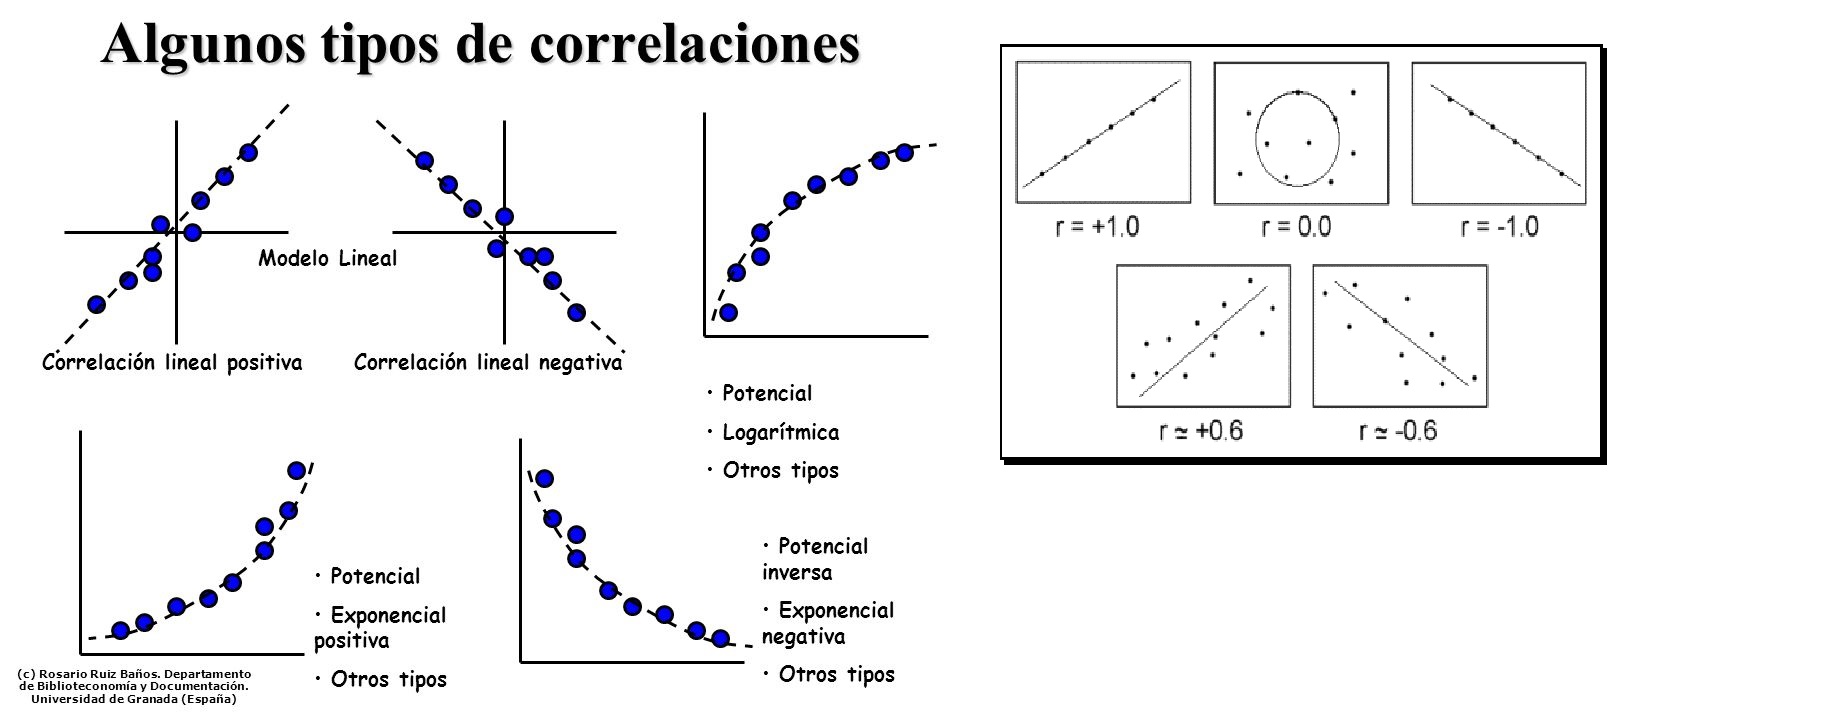 Algunos tipos de correlaciones
Modelo Lineal
Correlación lineal positiva
Correlación lineal negativa
• Potencial
• Logarítmica
• Otros tipos
• Potencial
• Exponencial
positiva
• Otros tipos
• Potencial
inversa
• Exponencial
negativa
• Otros tipos
(c) Rosario Ruiz Baños. Departamento
de Biblioteconomía y Documentación.
Universidad de Granada (España)
r = +1.0
r = 0.0
r = -1.0
r ≃ +0.6
r ≃ -0.6